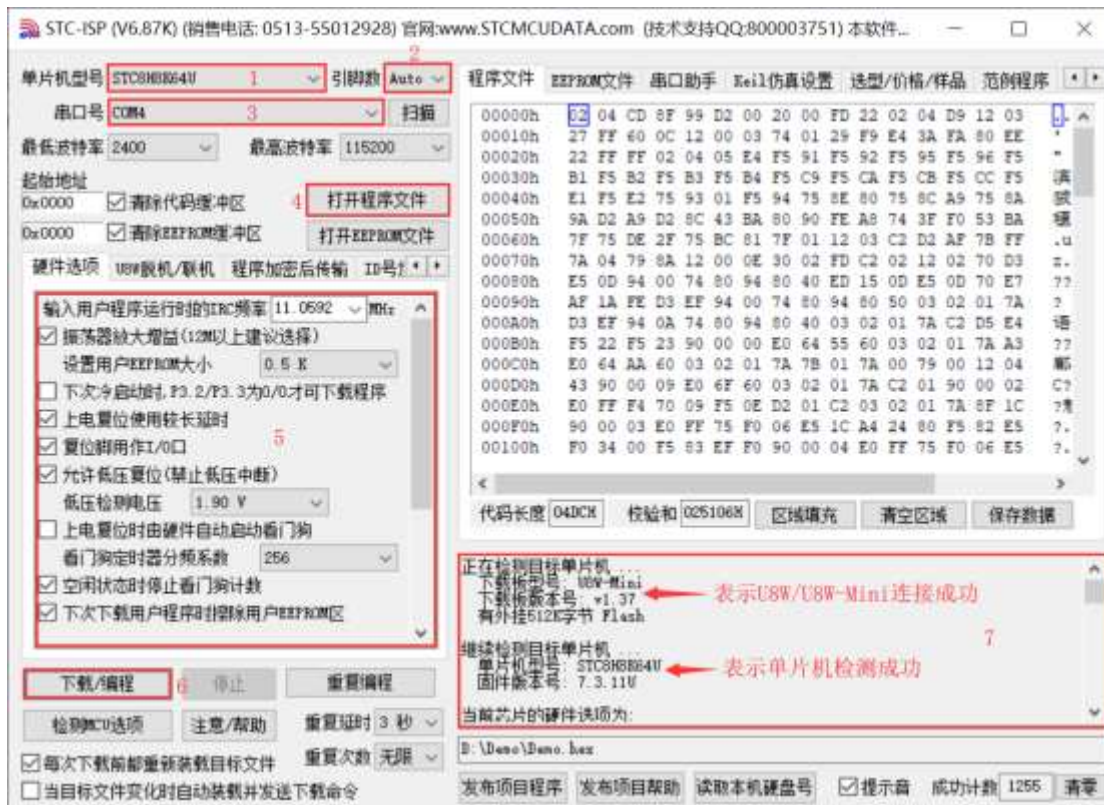 STC-ISP (V6.87K) (销售电话: 0513-55012928) 官网:www.STCMCUDATA.com (技术支持QQ:800003751) 本软件...
单片机型号 STC8H8K64U 1 引脚数 Auto 2
串口号 COM4 3 扫描
最低波特率 2400 最高波特率 115200
起始地址
0x0000 清除代码缓冲区 4 打开程序文件
0x0000 清除EEPROM缓冲区 打开EEPROM文件
硬件选项 U8W脱机/联机 程序加密后传输 ID号
输入用户程序运行时的IRC频率 11.0592 MHz
振荡器放大增益(12M以上建议选择)
设置用户EEPROM大小 0.5 K
下次冷启动时,P3.2/P3.3为0/0才可下载程序
上电复位使用较长延时
复位脚用作I/O口
5
允许低压复位(禁止低压中断)
低压检测电压 1.90 V
上电复位时由硬件自动启动看门狗
看门狗定时器分频系数 256
空闲状态时停止看门狗计数
下次下载用户程序时擦除用户EEPROM区
下载/编程 6 停止 重复编程
检测MCU选项 注意/帮助 重复延时 3 秒
重复次数 无限
每次下载前都重新装载目标文件
当目标文件变化时自动装载并发送下载命令
程序文件 EEPROM文件 串口助手 Keil仿真设置 选型/价格/样品 范例程序
00000h 02 04 CD 8F 99 D2 00 20 00 FD 22 02 04 D9 12 03
00010h 27 FF 60 0C 12 00 03 74 01 29 F9 E4 3A FA 80 EE
00020h 22 FF FF 02 04 05 E4 F5 91 F5 92 F5 95 F5 96 F5
00030h B1 F5 B2 F5 B3 F5 B4 F5 C9 F5 CA F5 CB F5 CC F5
00040h E1 F5 E2 75 93 01 F5 94 75 8E 80 75 8C A9 75 8A
00050h 9A D2 A9 D2 8C 43 BA 80 90 FE A8 74 3F F0 53 BA
00060h 7F 75 DE 2F 75 BC 81 7F 01 12 03 C2 D2 AF 7B FF
00070h 7A 04 79 8A 12 00 0E 30 02 FD C2 02 12 02 70 D3
00080h E5 0D 94 00 74 80 94 80 40 ED 15 0D E5 0D 70 E7
00090h AF 1A FE D3 EF 94 00 74 80 94 80 50 03 02 01 7A
000A0h D3 EF 94 0A 74 80 94 80 40 03 02 01 7A C2 D5 E4
000B0h F5 22 F5 23 90 00 00 E0 64 55 60 03 02 01 7A A3
000C0h E0 64 AA 60 03 02 01 7A 7B 01 7A 00 79 00 12 04
000D0h 43 90 00 09 E0 6F 60 03 02 01 7A C2 01 90 00 02
000E0h E0 FF F4 70 09 F5 0E D2 01 C2 03 02 01 7A 8F 1C
000F0h 90 00 03 E0 FF 75 F0 06 E5 1C A4 24 80 F5 82 E5
00100h F0 34 00 F5 83 EF F0 90 00 04 E0 FF 75 F0 06 E5
代码长度 04DCH 校验和 025106H 区域填充 清空区域 保存数据
正在检测目标单片机 ...
下载板型号: U8W-Mini
下载板版本号: v1.37
表示U8W/U8W-Mini连接成功
有外挂512K字节 Flash
7
继续检测目标单片机 ...
单片机型号: STC8H8K64U
表示单片机检测成功
固件版本号: 7.3.11U
当前芯片的硬件选项为:
D:\Demo\Demo.hex
发布项目程序 发布项目帮助 读取本机硬盘号 提示音 成功计数 1255 清零